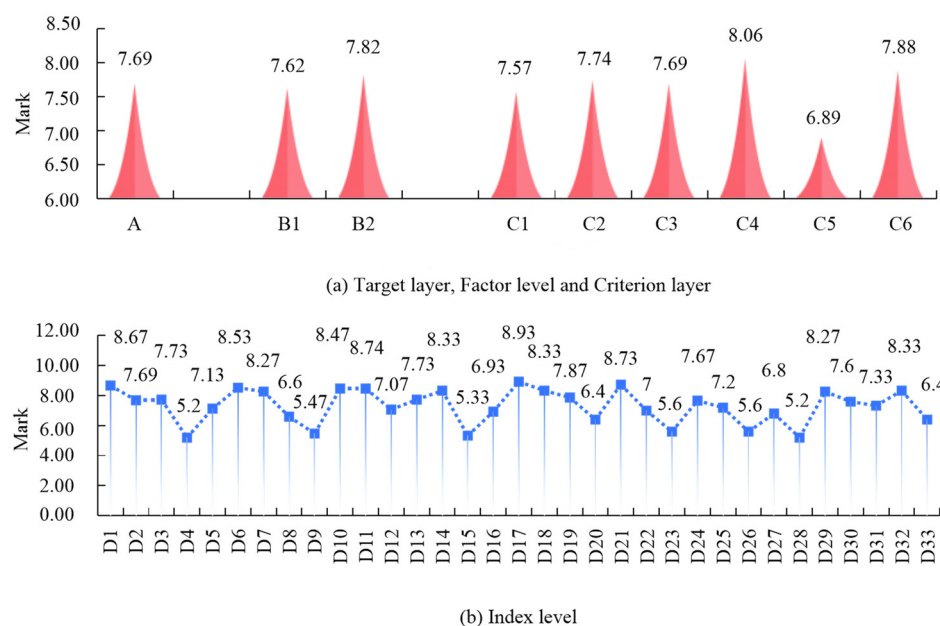 8.50
8.00
7.50
7.00
6.50
6.00
Mark
7.69 7.62 7.82 7.57 7.74 7.69 8.06 6.89 7.88
A B1 B2 C1 C2 C3 C4 C5 C6
(a) Target layer, Factor level and Criterion layer
12.00
10.00
8.00
6.00
4.00
2.00
0.00
Mark
8.67 7.69 7.73 5.2 7.13 8.53 8.27 6.6 5.47 8.47 8.74 7.07 7.73 8.33 5.33 6.93 8.93 8.33 7.87 6.4 8.73 7 5.6 7.67 7.2 5.6 6.8 5.2 8.27 7.6 7.33 8.33 6.4
D1 D2 D3 D4 D5 D6 D7 D8 D9 D10 D11 D12 D13 D14 D15 D16 D17 D18 D19 D20 D21 D22 D23 D24 D25 D26 D27 D28 D29 D30 D31 D32 D33
(b) Index level